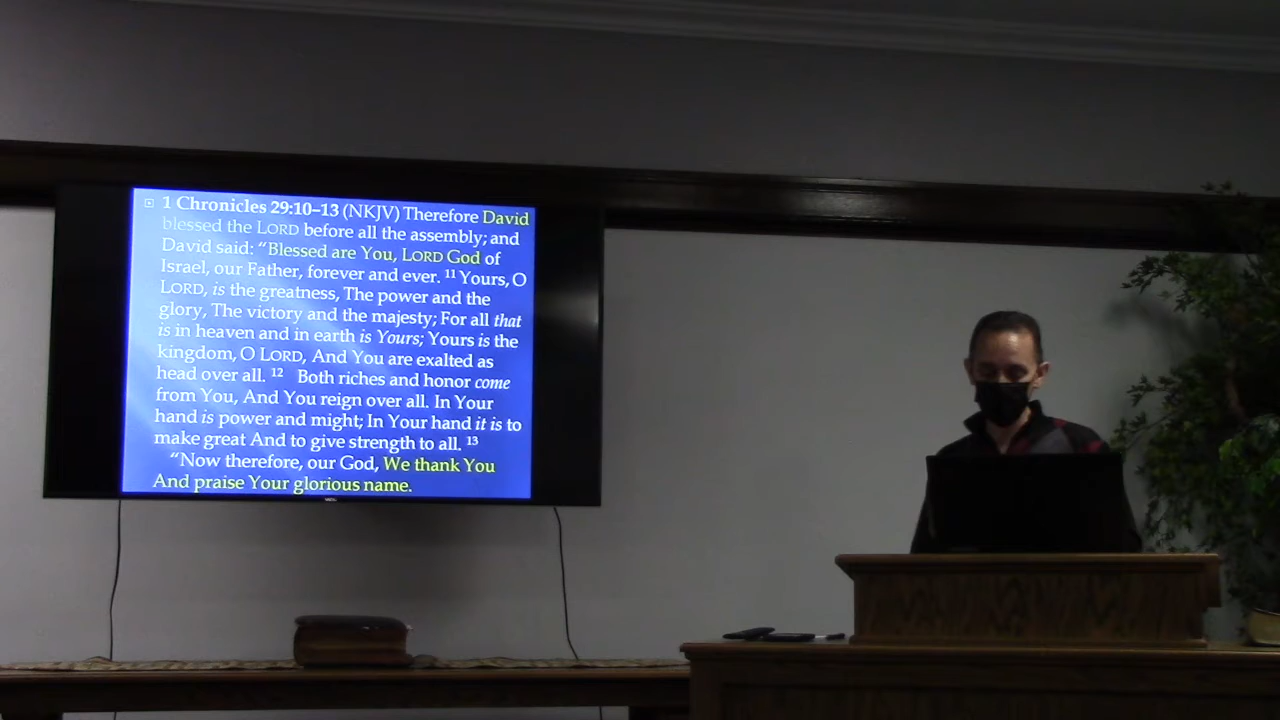 1 Chronicles 29:10–13 (NKJV) Therefore David
blessed the LORD before all the assembly; and
David said: “Blessed are You, LORD God of
Israel, our Father, forever and ever. 11 Yours, O
LORD, is the greatness, The power and the
glory, The victory and the majesty; For all that
is in heaven and in earth is Yours; Yours is the
kingdom, O LORD, And You are exalted as
head over all. 12 Both riches and honor come
from You, And You reign over all. In Your
hand is power and might; In Your hand it is to
make great And to give strength to all. 13
“Now therefore, our God, We thank You
And praise Your glorious name.